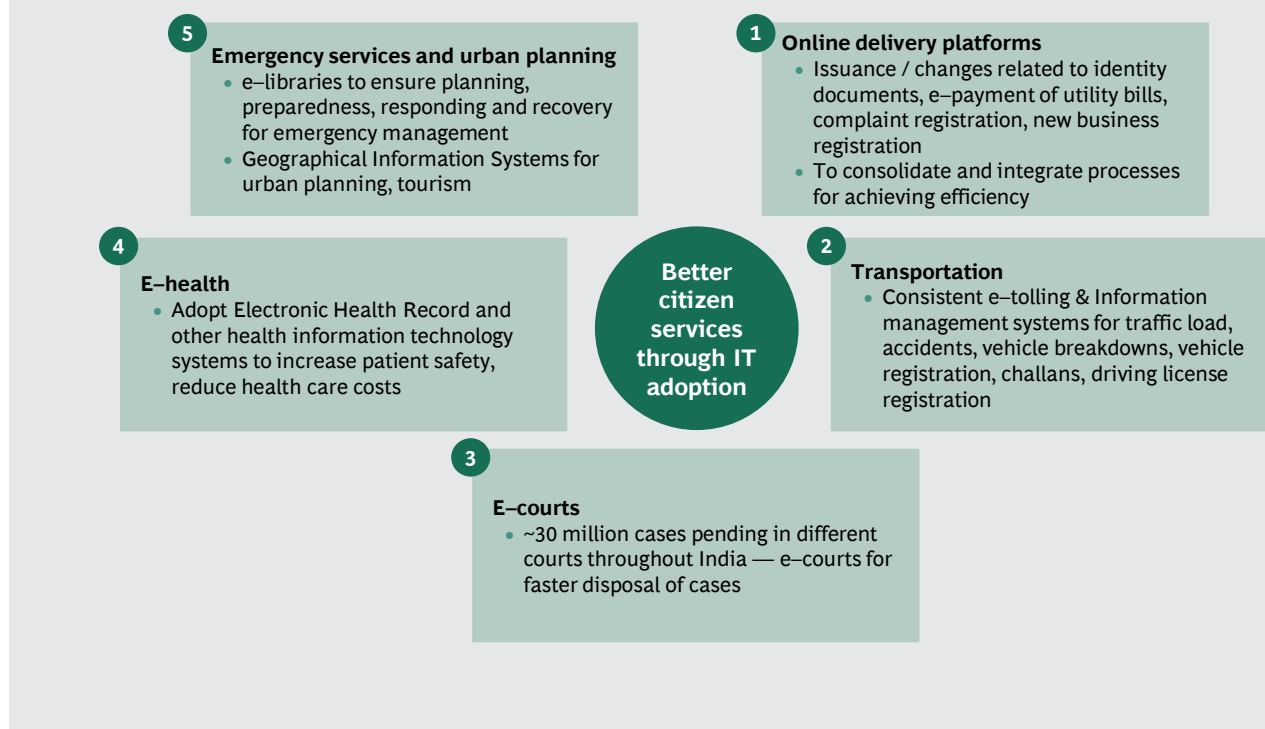 1
Online delivery platforms
• Issuance / changes related to identity
documents, e–payment of utility bills,
complaint registration, new business
registration
• To consolidate and integrate processes
for achieving efficiency
2
Transportation
• Consistent e–tolling & Information
management systems for traffic load,
accidents, vehicle breakdowns, vehicle
registration, challans, driving license
registration
3
E–courts
• ~30 million cases pending in different
courts throughout India — e–courts for
faster disposal of cases
4
E–health
• Adopt Electronic Health Record and
other health information technology
systems to increase patient safety,
reduce health care costs
5
Emergency services and urban planning
• e–libraries to ensure planning,
preparedness, responding and recovery
for emergency management
• Geographical Information Systems for
urban planning, tourism
Better
citizen
services
through IT
adoption